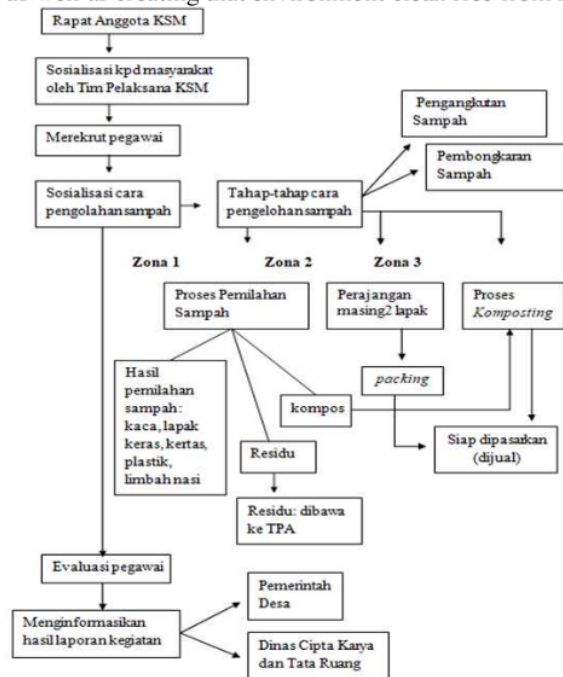 Rapat Anggota KSM
Sosialisasi kpd masyarakat
oleh Tim Pelaksana KSM
Merekrut pegawai
Sosialisasi cara
pengolahan sampah
Tahap-tahap cara
pengelohan sampah
Pengangkutan
Sampah
Pembongkaran
Sampah
Zona 1
Zona 2
Zona 3
Proses Pemilahan
Sampah
Perajangan
masing2 lapak
Proses
Komposting
Hasil
pemilahan
sampah:
kaca, lapak
keras, kertas,
plastik,
limbah nasi
Residu
kompos
packing
Siap dipasarkan
(dijual)
Residu: dibawa
ke TPA
Evaluasi pegawai
Menginformasikan
hasil laporan kegiatan
Pemerintah
Desa
Dinas Cipta Karya
dan Tata Ruang